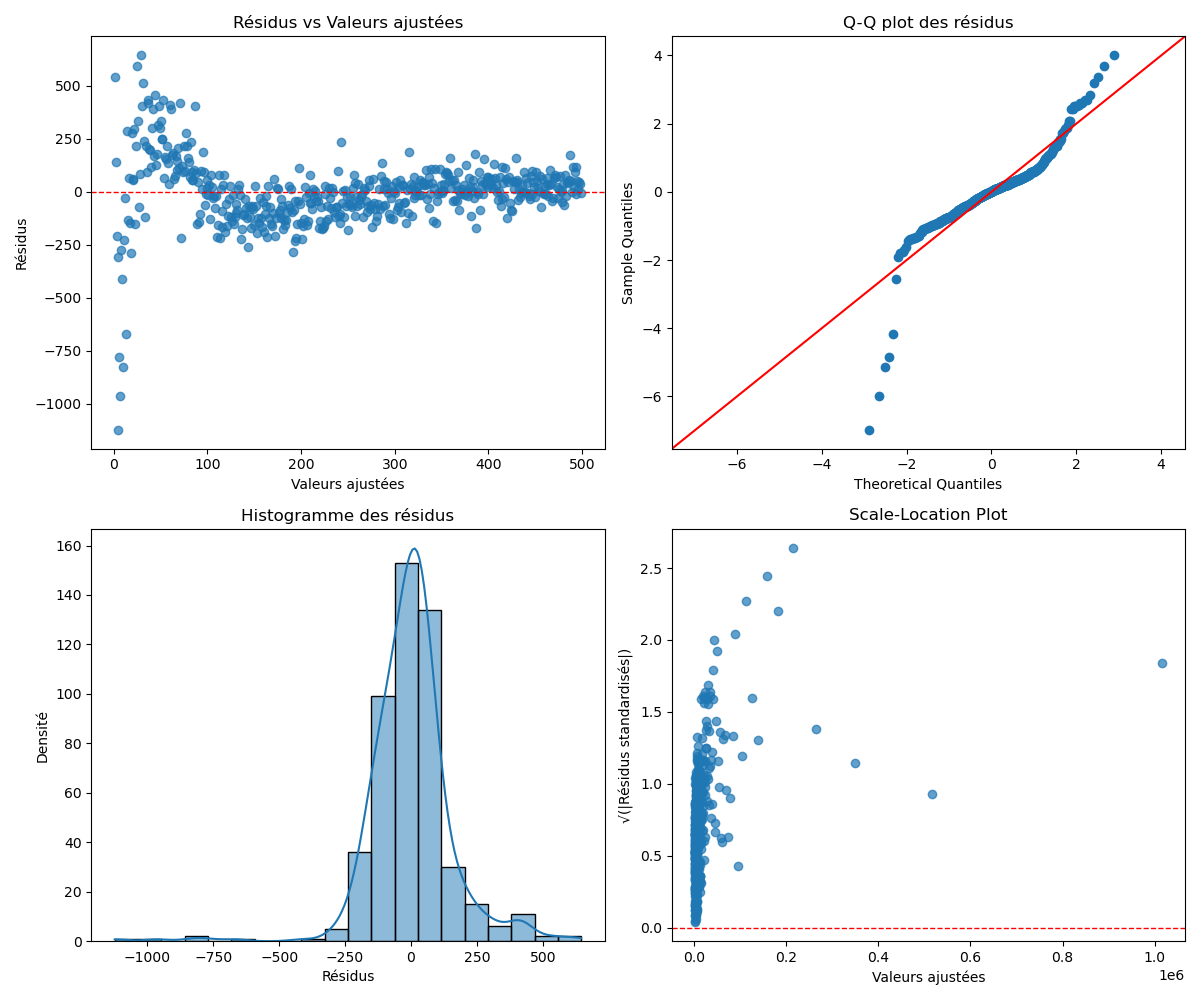 Résidus vs Valeurs ajustées
500
250
0
−250
−500
−750
−1000
Résidus
0 100 200 300 400 500
Valeurs ajustées
Q-Q plot des résidus
4
2
0
−2
−4
−6
Sample Quantiles
−6 −4 −2 0 2 4
Theoretical Quantiles
Histogramme des résidus
160
140
120
100
80
60
40
20
0
Densité
−1000 −750 −500 −250 0 250 500
Résidus
Scale-Location Plot
2.5
2.0
1.5
1.0
0.5
0.0
√(|Résidus standardisés|)
0.0 0.2 0.4 0.6 0.8 1.0
1e6
Valeurs ajustées